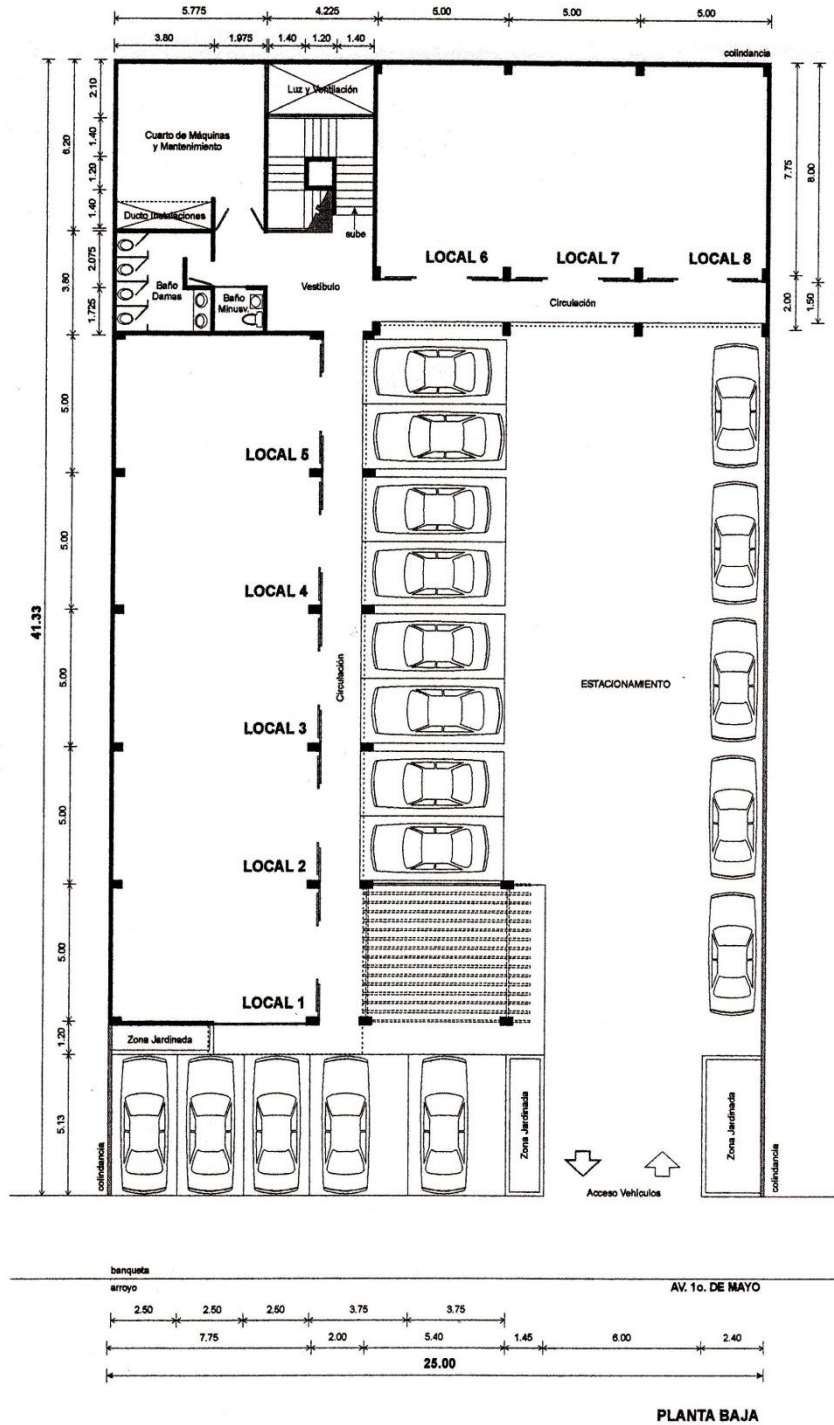 5.775 4.225 5.00 5.00 5.00
3.80 1.975 1.40 1.20 1.40
colindancia
41.33
6.20
3.80
5.00
5.00
5.00
5.00
5.00
1.20
5.13
2.10
1.40
1.20
1.40
2.075
1.725
Luz y Ventilación
Cuarto de Máquinas
y Mantenimiento
Ducto Instalaciones
sube
Baño
Damas
Baño
Minusv.
Vestíbulo
LOCAL 6 LOCAL 7 LOCAL 8
Circulación
7.75
8.00
2.00
1.50
LOCAL 5
LOCAL 4
Circulación
ESTACIONAMIENTO
LOCAL 3
LOCAL 2
LOCAL 1
Zona Jardinada
Zona Jardinada
Zona Jardinada
colindancia
colindancia
Acceso Vehículos
banqueta
arroyo
AV. 1o. DE MAYO
2.50 2.50 2.50 3.75 3.75
7.75 2.00 5.40 1.45 6.00 2.40
25.00
PLANTA BAJA